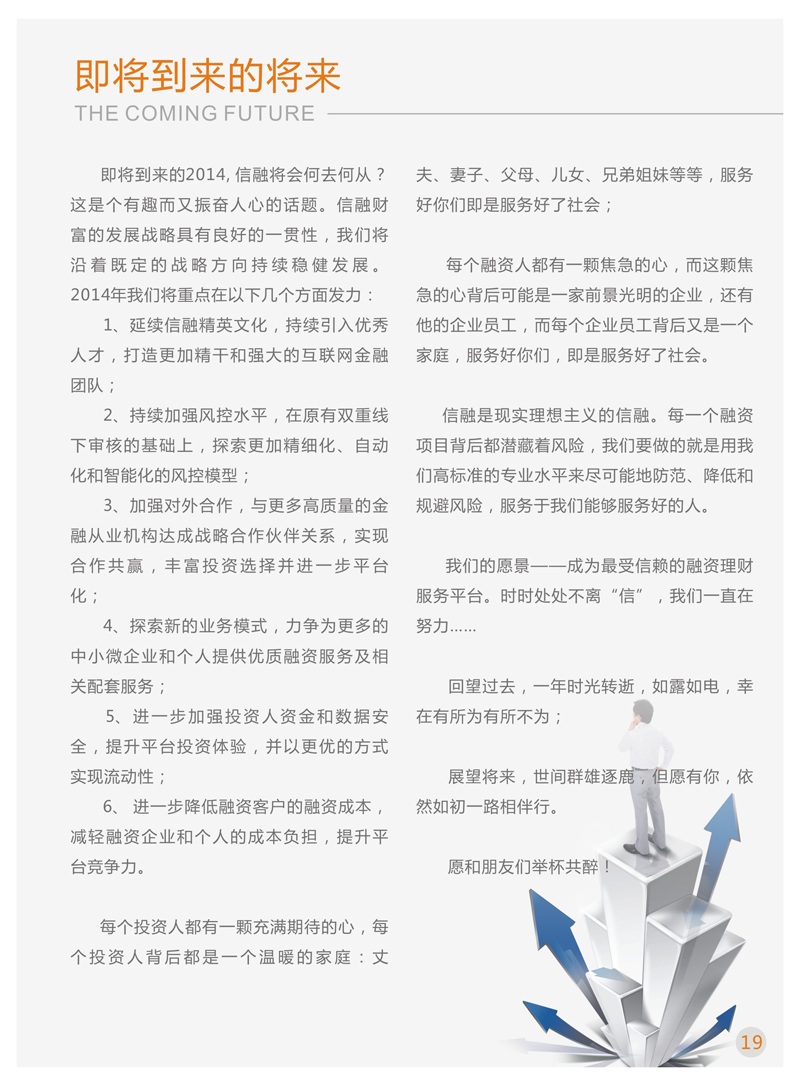 即将到来的将来
THE COMING FUTURE
即将到来的2014, 信融将会何去何从？
这是个有趣而又振奋人心的话题。信融财
富的发展战略具有良好的一贯性，我们将
沿着既定的战略方向持续稳健发展。
2014年我们将重点在以下几个方面发力：
1、延续信融精英文化，持续引入优秀
人才，打造更加精干和强大的互联网金融
团队；
2、持续加强风控水平，在原有双重线
下审核的基础上，探索更加精细化、自动
化和智能化的风控模型；
3、加强对外合作，与更多高质量的金
融从业机构达成战略合作伙伴关系，实现
合作共赢，丰富投资选择并进一步平台
化；
4、探索新的业务模式，力争为更多的
中小微企业和个人提供优质融资服务及相
关配套服务；
5、进一步加强投资人资金和数据安
全，提升平台投资体验，并以更优的方式
实现流动性；
6、 进一步降低融资客户的融资成本，
减轻融资企业和个人的成本负担，提升平
台竞争力。
每个投资人都有一颗充满期待的心，每
个投资人背后都是一个温暖的家庭：丈
夫、妻子、父母、儿女、兄弟姐妹等等，服务
好你们即是服务好了社会；
每个融资人都有一颗焦急的心，而这颗焦
急的心背后可能是一家前景光明的企业，还有
他的企业员工，而每个企业员工背后又是一个
家庭，服务好你们，即是服务好了社会。
信融是现实理想主义的信融。每一个融资
项目背后都潜藏着风险，我们要做的就是用我
们高标准的专业水平来尽可能地防范、降低和
规避风险，服务于我们能够服务好的人。
我们的愿景——成为最受信赖的融资理财
服务平台。时时处处不离“信”，我们一直在
努力……
回望过去，一年时光转逝，如露如电，幸
在有所为有所不为；
展望将来，世间群雄逐鹿，但愿有你，依
然如初一路相伴行。
愿和朋友们举杯共醉！
19